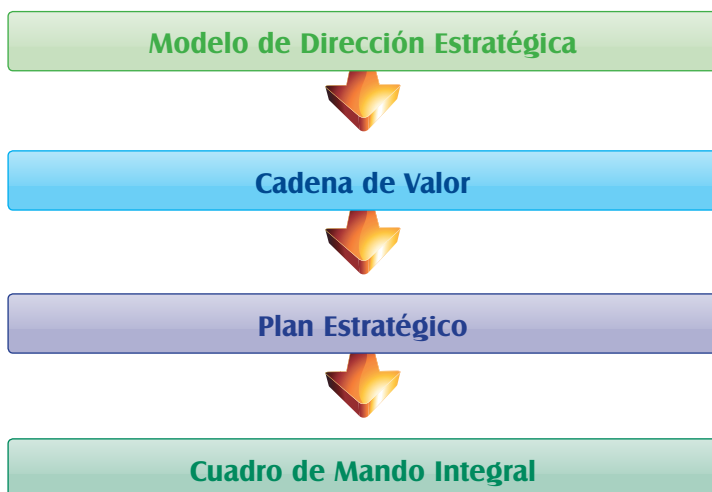 Modelo de Dirección Estratégica
Cadena de Valor
Plan Estratégico
Cuadro de Mando Integral